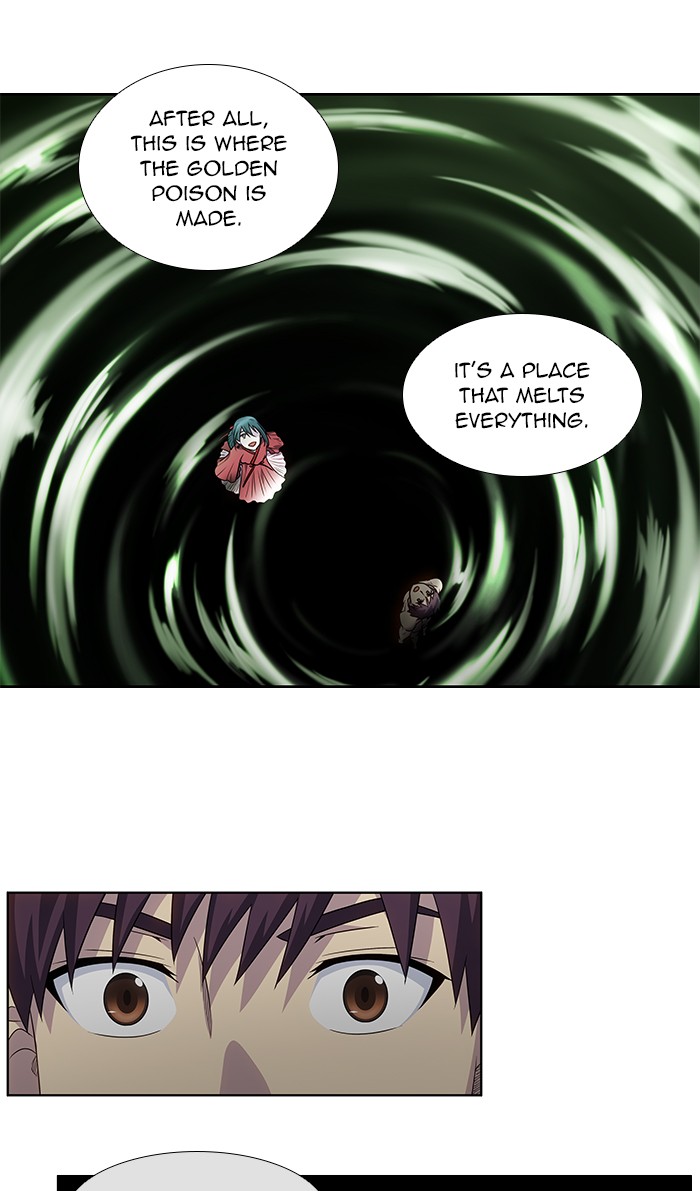 AFTER ALL,
THIS IS WHERE
THE GOLDEN
POISON IS
MADE.
IT'S A PLACE
THAT MELTS
EVERYTHING.